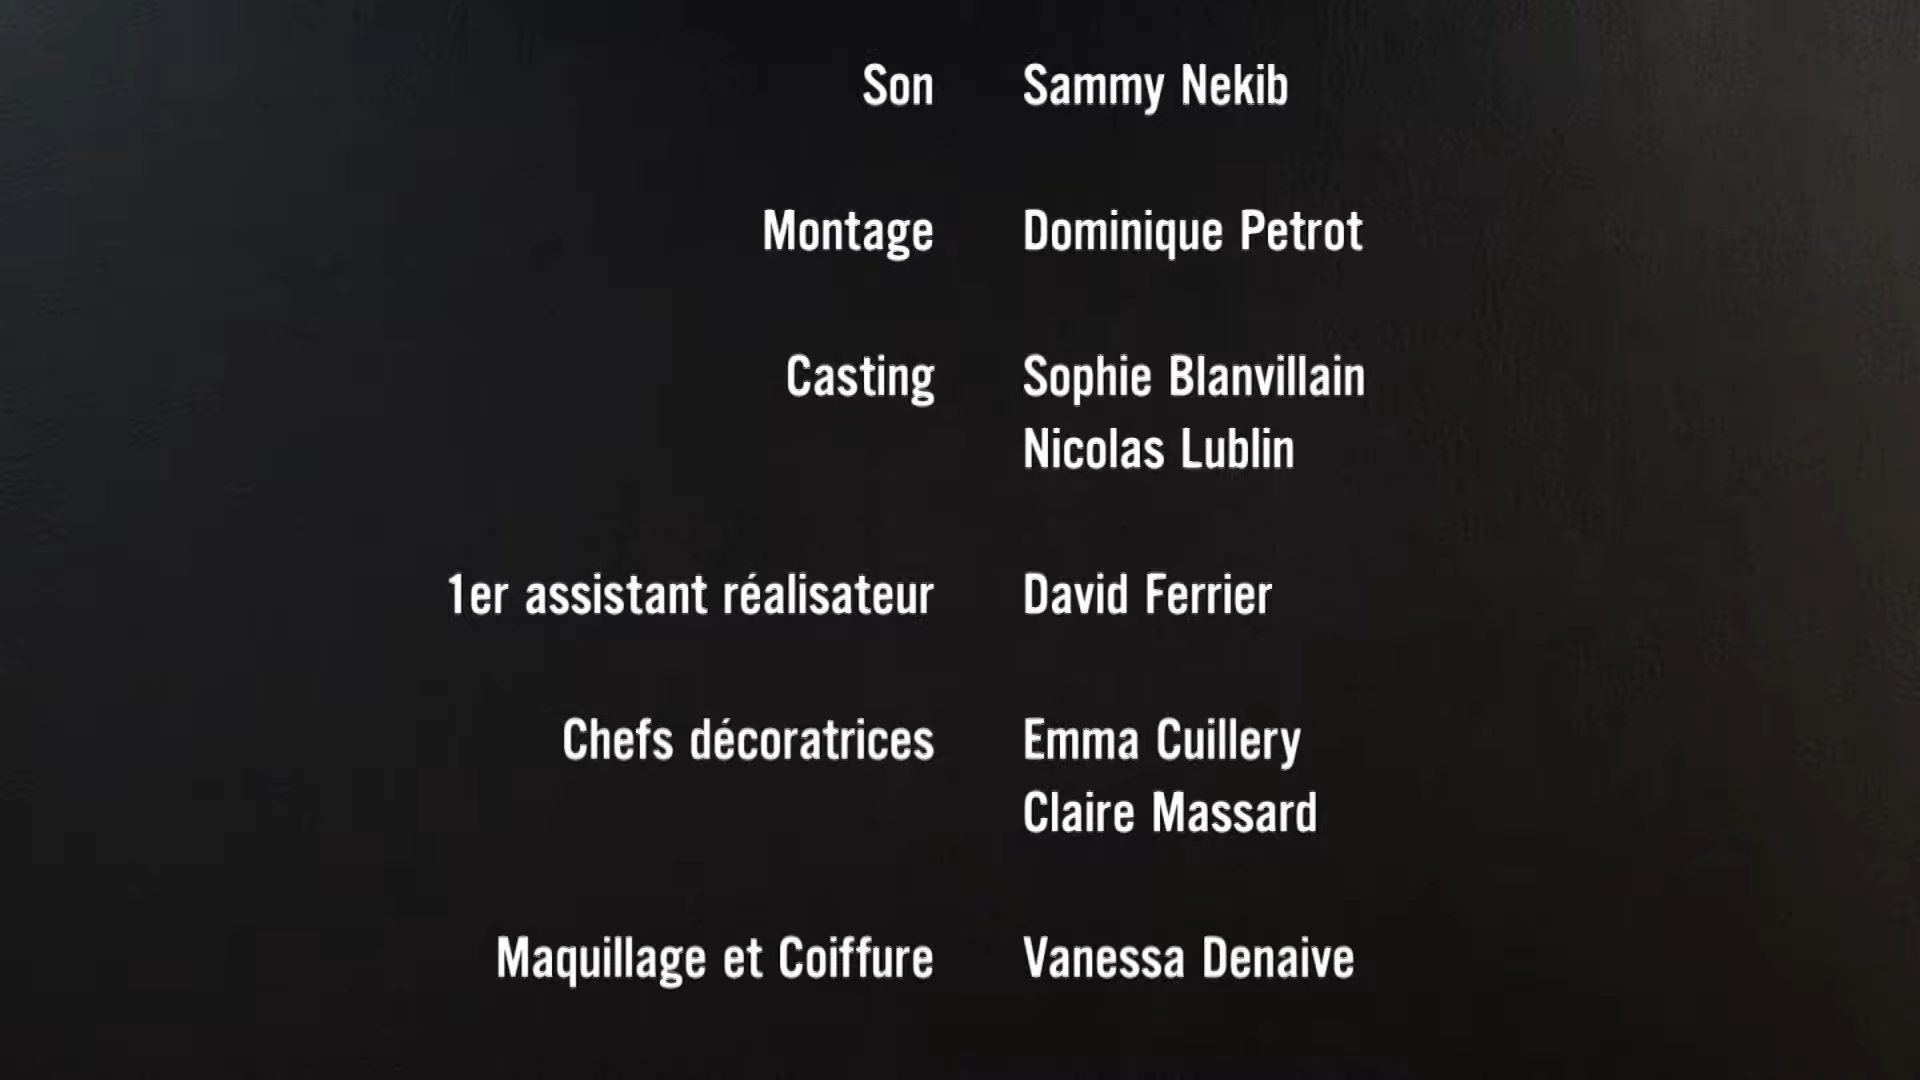 Son Sammy Nekib
Montage Dominique Petrot
Casting Sophie Blanvillain
Nicolas Lublin
1er assistant réalisateur David Ferrier
Chefs décoratrices Emma Cuillery
Claire Massard
Maquillage et Coiffure Vanessa Denaive